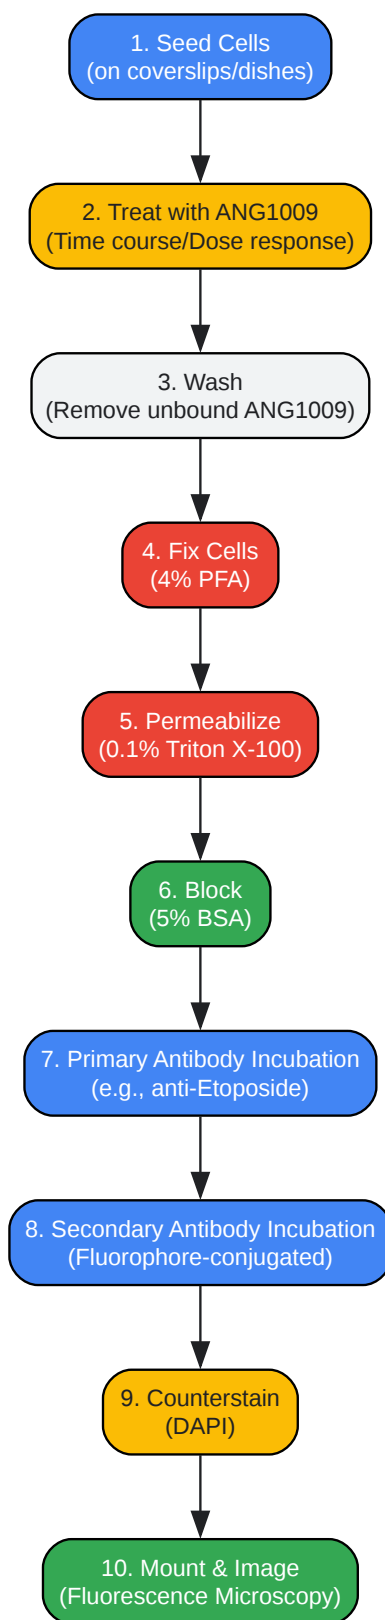 1. Seed Cells
(on coverslips/dishes)
2. Treat with ANG1009
(Time course/Dose response)
3. Wash
(Remove unbound ANG1009)
4. Fix Cells
(4% PFA)
5. Permeabilize
(0.1% Triton X-100)
6. Block
(5% BSA)
7. Primary Antibody Incubation
(e.g., anti-Etoposide)
8. Secondary Antibody Incubation
(Fluorophore-conjugated)
9. Counterstain
(DAPI)
10. Mount & Image
(Fluorescence Microscopy)